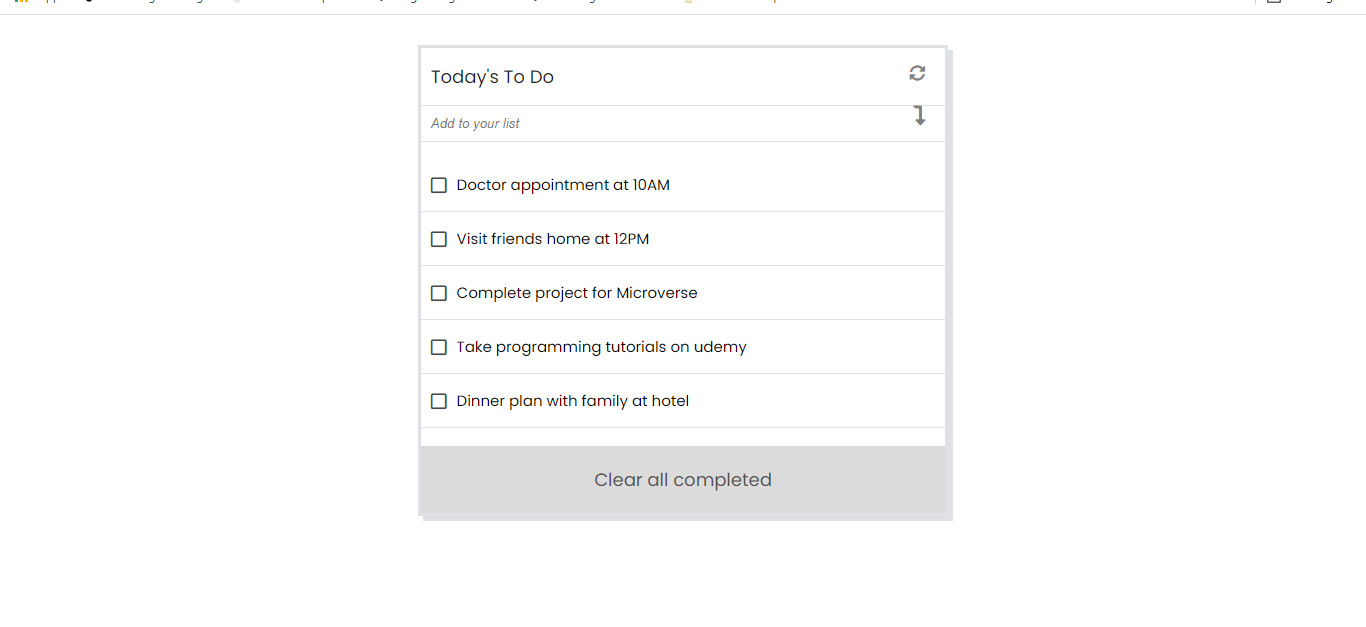 Today's To Do
Add to your list
Doctor appointment at 10AM
Visit friends home at 12PM
Complete project for Microverse
Take programming tutorials on udemy
Dinner plan with family at hotel
Clear all completed